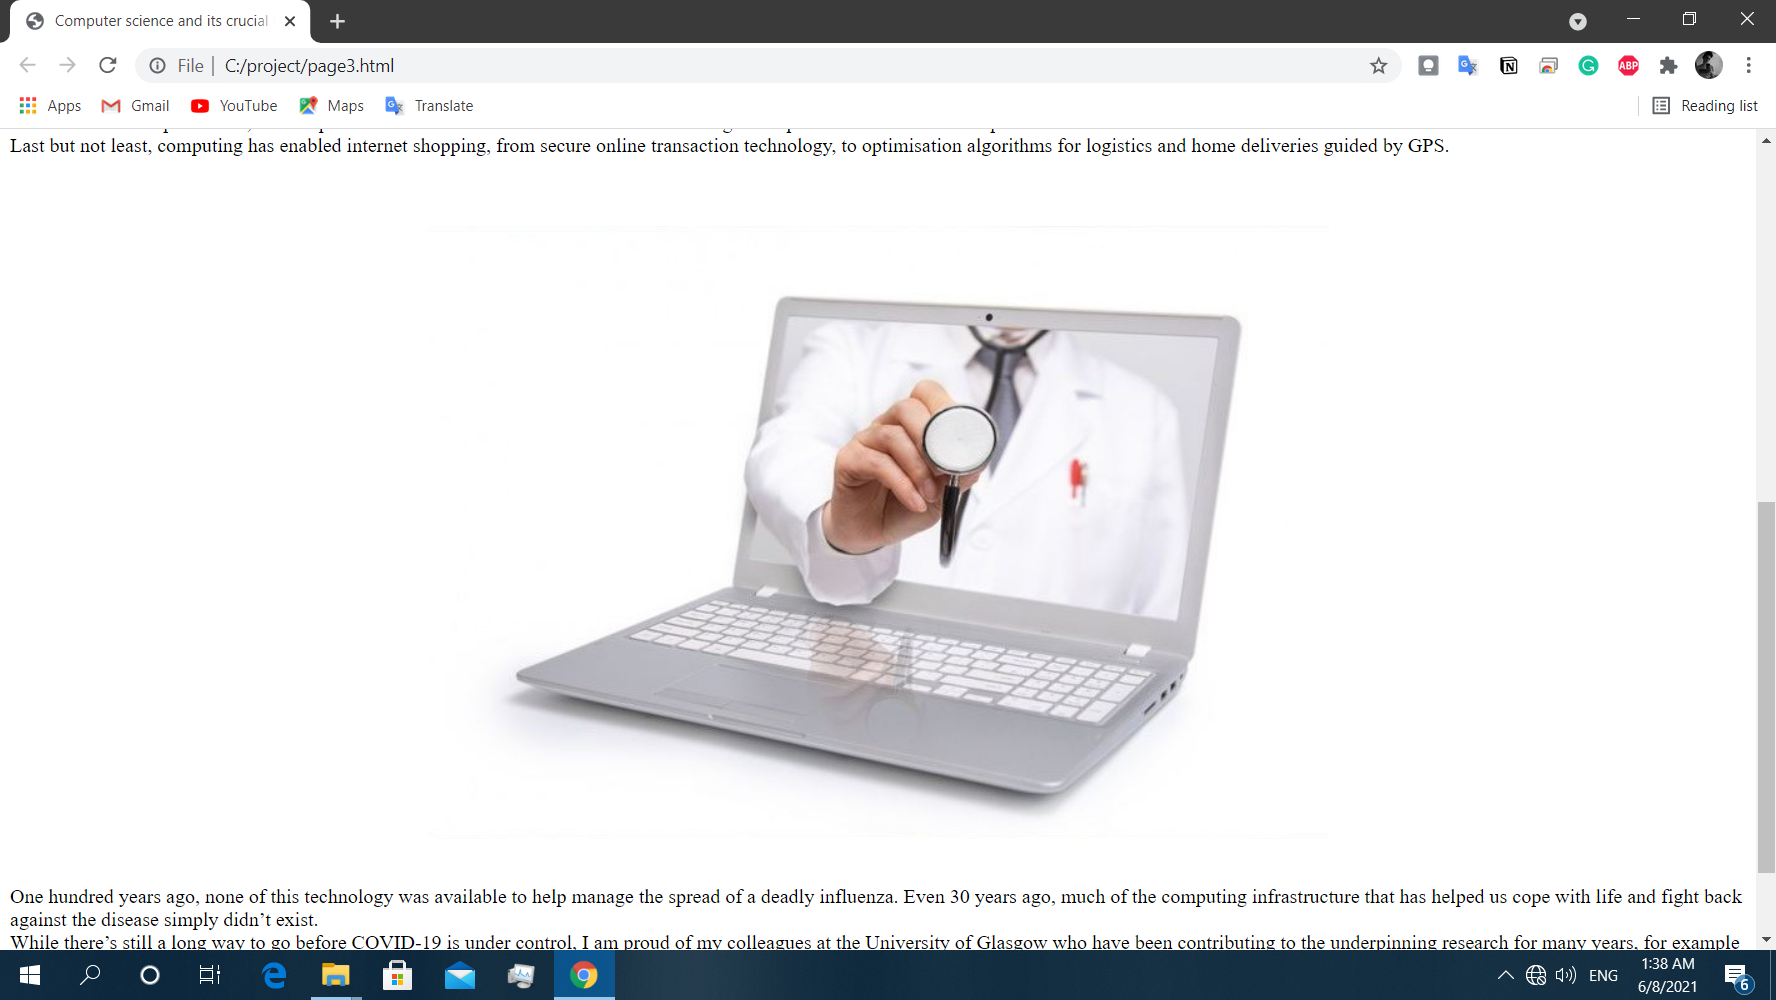 Computer science and its crucial
File | C:/project/page3.html
ABP
Apps Gmail YouTube Maps Translate Reading list
Last but not least, computing has enabled internet shopping, from secure online transaction technology, to optimisation algorithms for logistics and home deliveries guided by GPS.
One hundred years ago, none of this technology was available to help manage the spread of a deadly influenza. Even 30 years ago, much of the computing infrastructure that has helped us cope with life and fight back
against the disease simply didn’t exist.
While there’s still a long way to go before COVID-19 is under control, I am proud of my colleagues at the University of Glasgow who have been contributing to the underpinning research for many years, for example
ENG
1:38 AM
6/8/2021
6